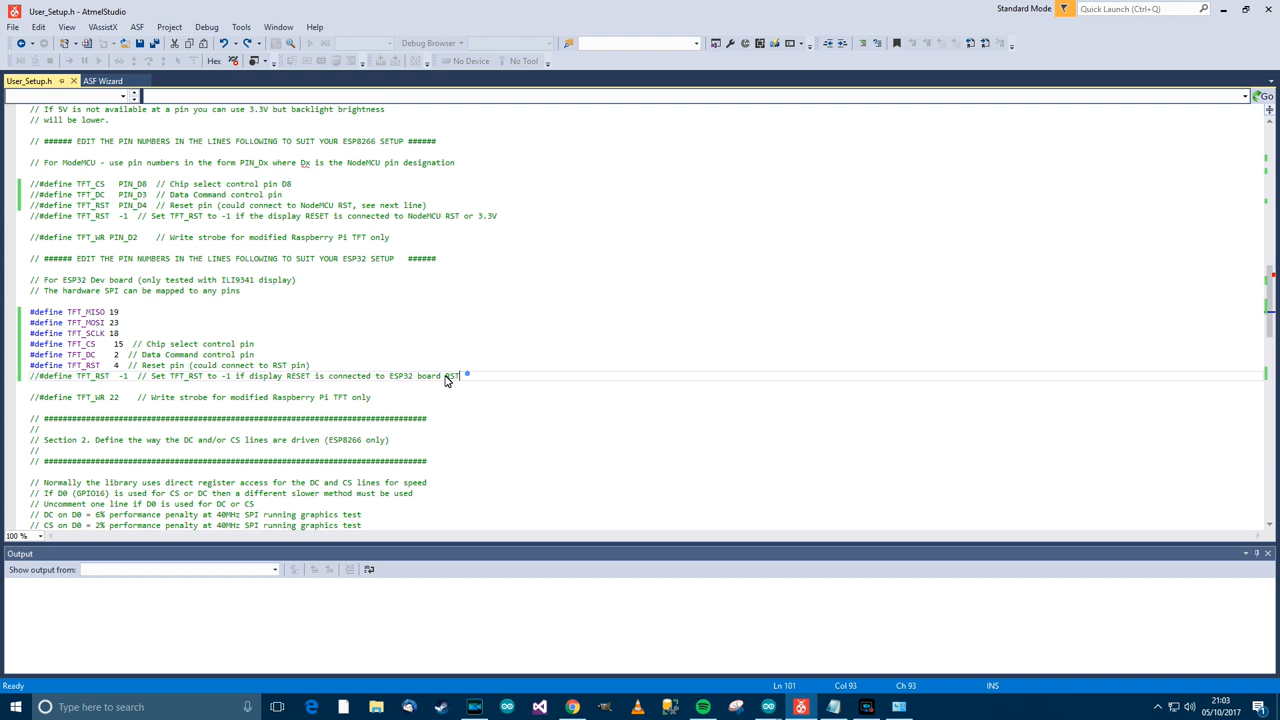 User_Setup.h - AtmelStudio
Standard Mode
Quick Launch (Ctrl+Q)
File Edit View VAssistX ASF Project Debug Tools Window Help
Debug Browser
Hex
No Device
No Tool
User_Setup.h
ASF Wizard
Go
// If 5V is not available at a pin you can use 3.3V but backlight brightness
// will be lower.
// ###### EDIT THE PIN NUMBERS IN THE LINES FOLLOWING TO SUIT YOUR ESP8266 SETUP ######
// For ModeMCU - use pin numbers in the form PIN_Dx where Dx is the NodeMCU pin designation
//#define TFT_CS   PIN_D8  // Chip select control pin D8
//#define TFT_DC   PIN_D3  // Data Command control pin
//#define TFT_RST  PIN_D4  // Reset pin (could connect to NodeMCU RST, see next line)
//#define TFT_RST  -1  // Set TFT_RST to -1 if the display RESET is connected to NodeMCU RST or 3.3V
//#define TFT_WR PIN_D2    // Write strobe for modified Raspberry Pi TFT only
// ###### EDIT THE PIN NUMBERS IN THE LINES FOLLOWING TO SUIT YOUR ESP32 SETUP   ######
// For ESP32 Dev board (only tested with ILI9341 display)
// The hardware SPI can be mapped to any pins
#define TFT_MISO 19
#define TFT_MOSI 23
#define TFT_SCLK 18
#define TFT_CS    15  // Chip select control pin
#define TFT_DC    2  // Data Command control pin
#define TFT_RST   4  // Reset pin (could connect to RST pin)
//#define TFT_RST  -1  // Set TFT_RST to -1 if display RESET is connected to ESP32 board RST
//#define TFT_WR 22    // Write strobe for modified Raspberry Pi TFT only
// ##################################################################################
//
// Section 2. Define the way the DC and/or CS lines are driven (ESP8266 only)
//
// ##################################################################################
// Normally the library uses direct register access for the DC and CS lines for speed
// If D0 (GPIO16) is used for CS or DC then a different slower method must be used
// Uncomment one line if D0 is used for DC or CS
// DC on D0 = 6% performance penalty at 40MHz SPI running graphics test
// CS on D0 = 2% performance penalty at 40MHz SPI running graphics test
100 %
Output
Show output from:
Ready
Ln 101
Col 93
Ch 93
INS
Type here to search
21:03
05/10/2017